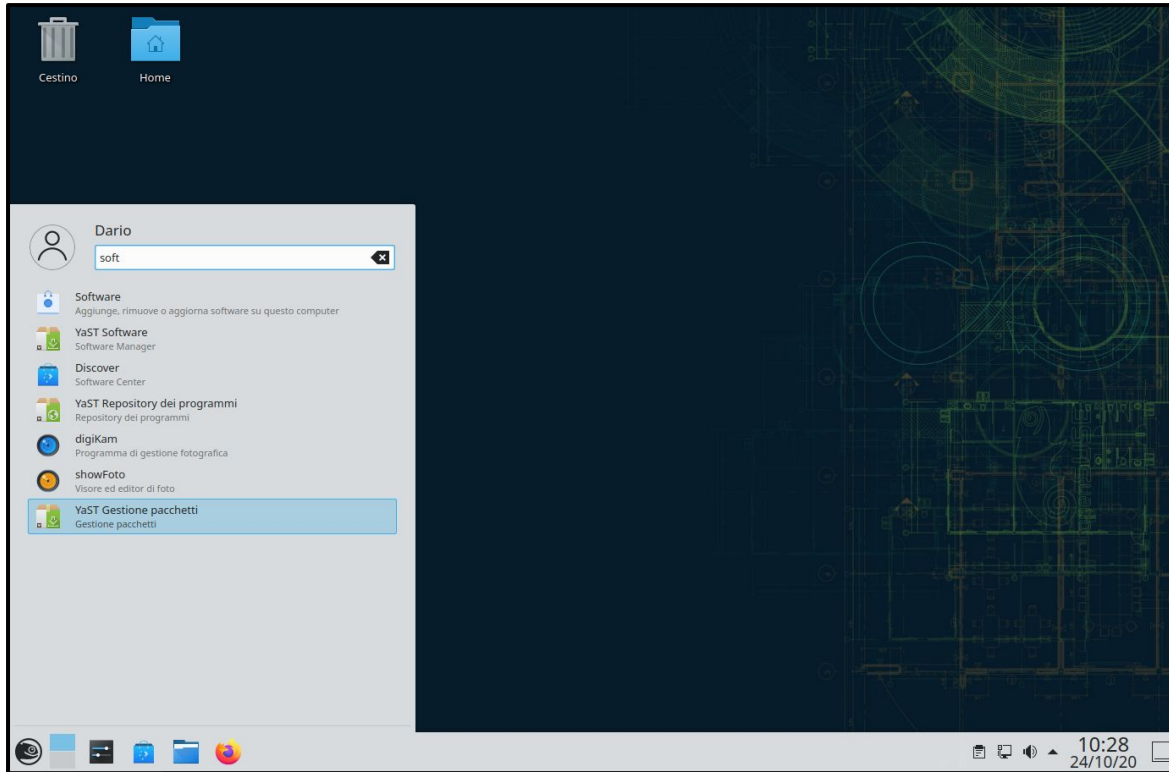 Cestino
Home
Dario
soft
Software
Aggiunge, rimuove o aggiorna software su questo computer
YaST Software
Software Manager
Discover
Software Center
YaST Repository dei programmi
Repository dei programmi
digiKam
Programma di gestione fotografica
showFoto
Visore ed editor di foto
YaST Gestione pacchetti
Gestione pacchetti
10:28
24/10/20